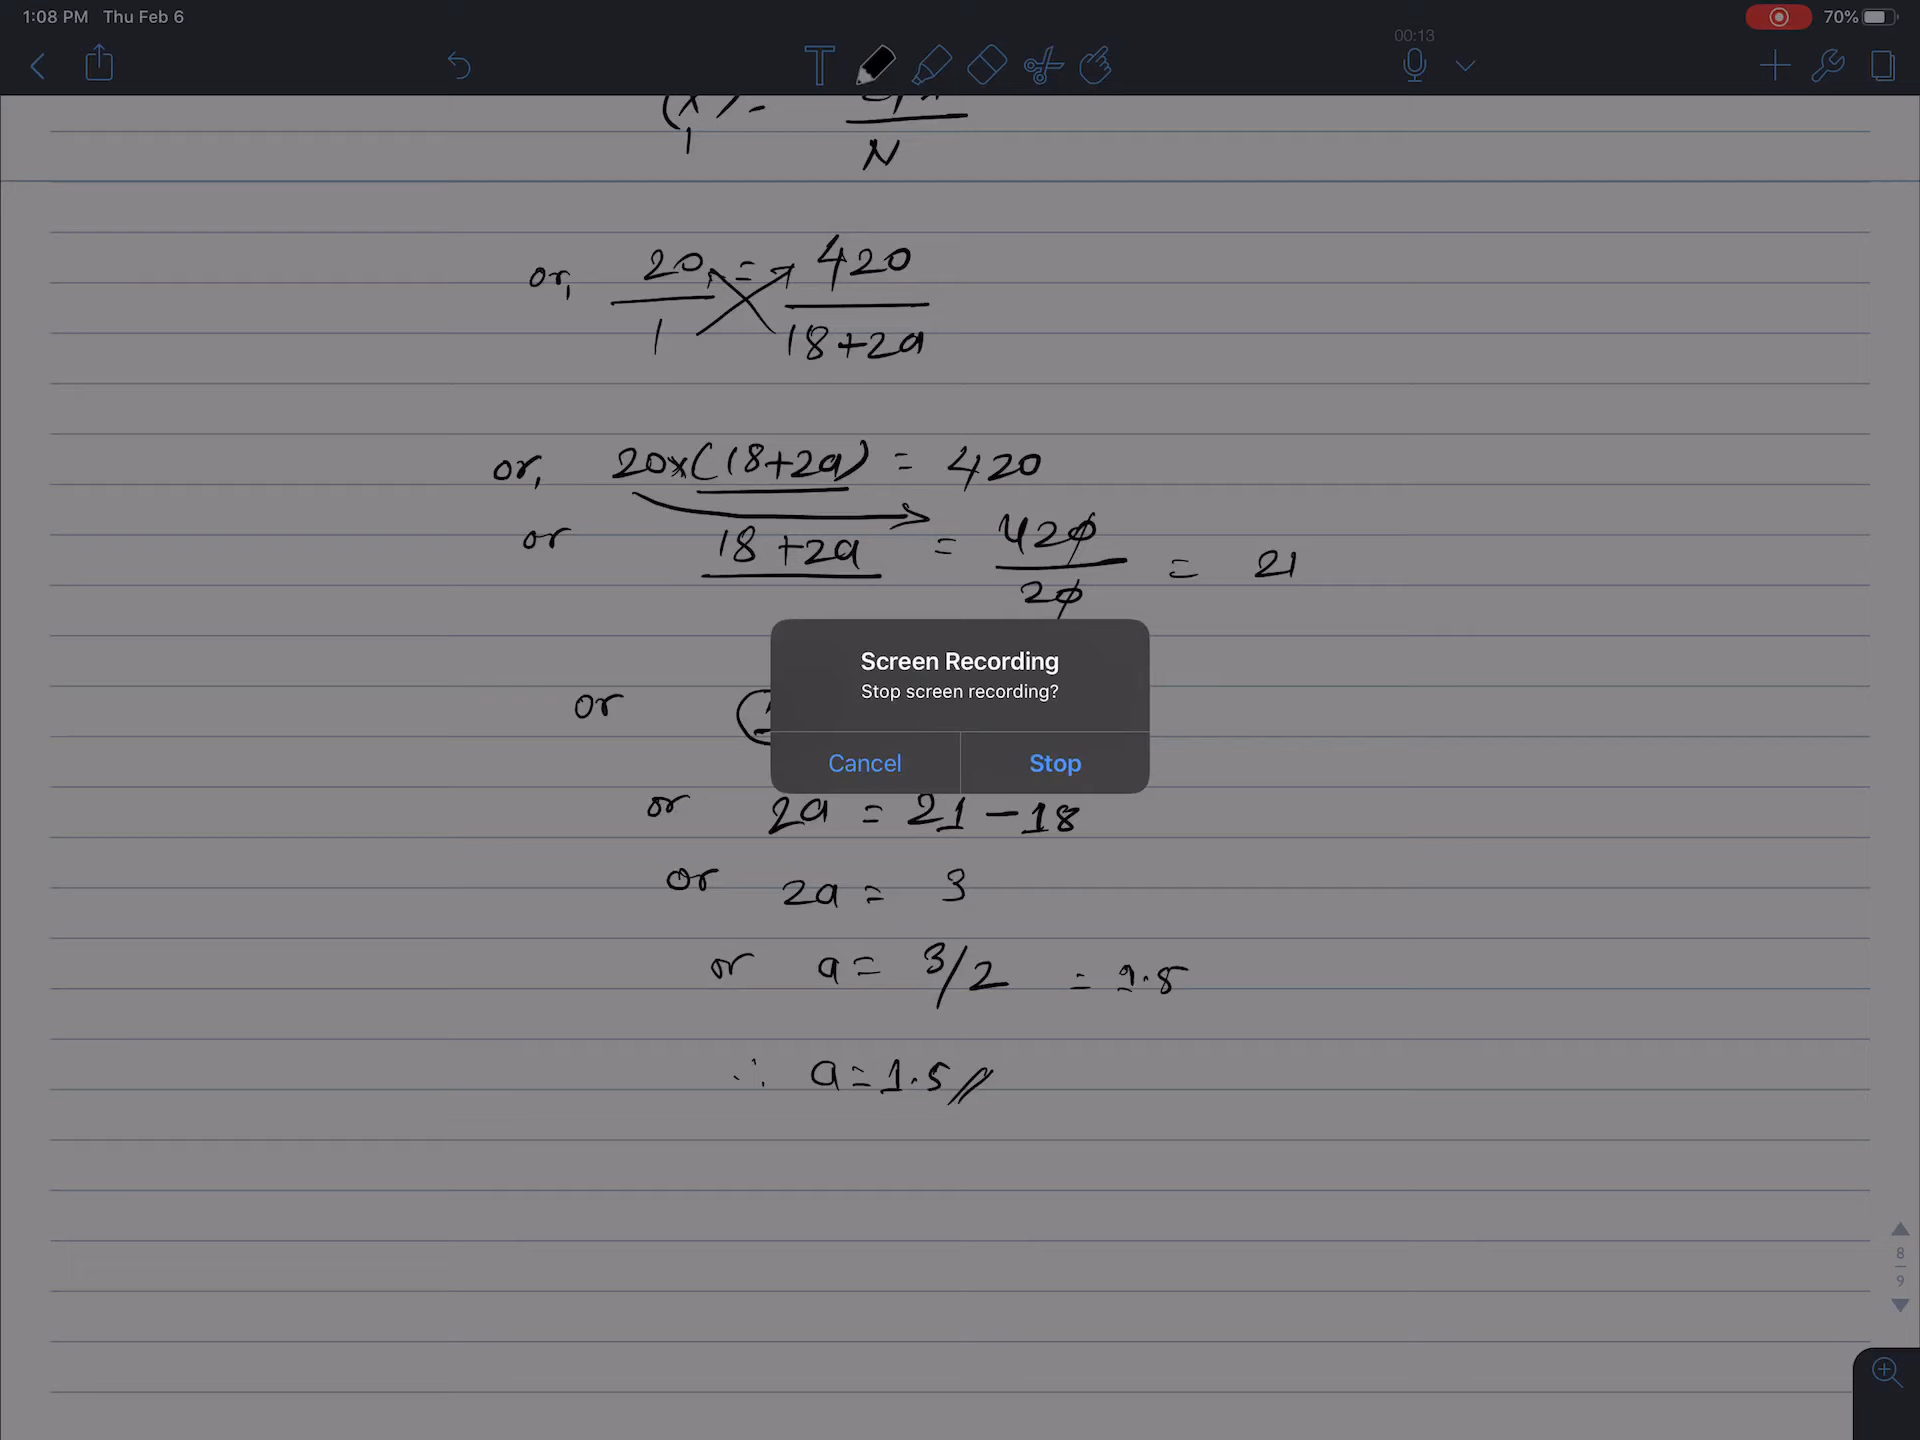 1:08 PM Thu Feb 6
70%
00:13
N
or, 20 = 420
1 18+2a
or, 20x(18+2a) = 420
or 18+2a = 420 = 21
20
Screen Recording
Stop screen recording?
or
Cancel Stop
or 2a = 21-18
or 2a = 3
8
9
or a = 3/2 = 1.5
∴ a=1.5//